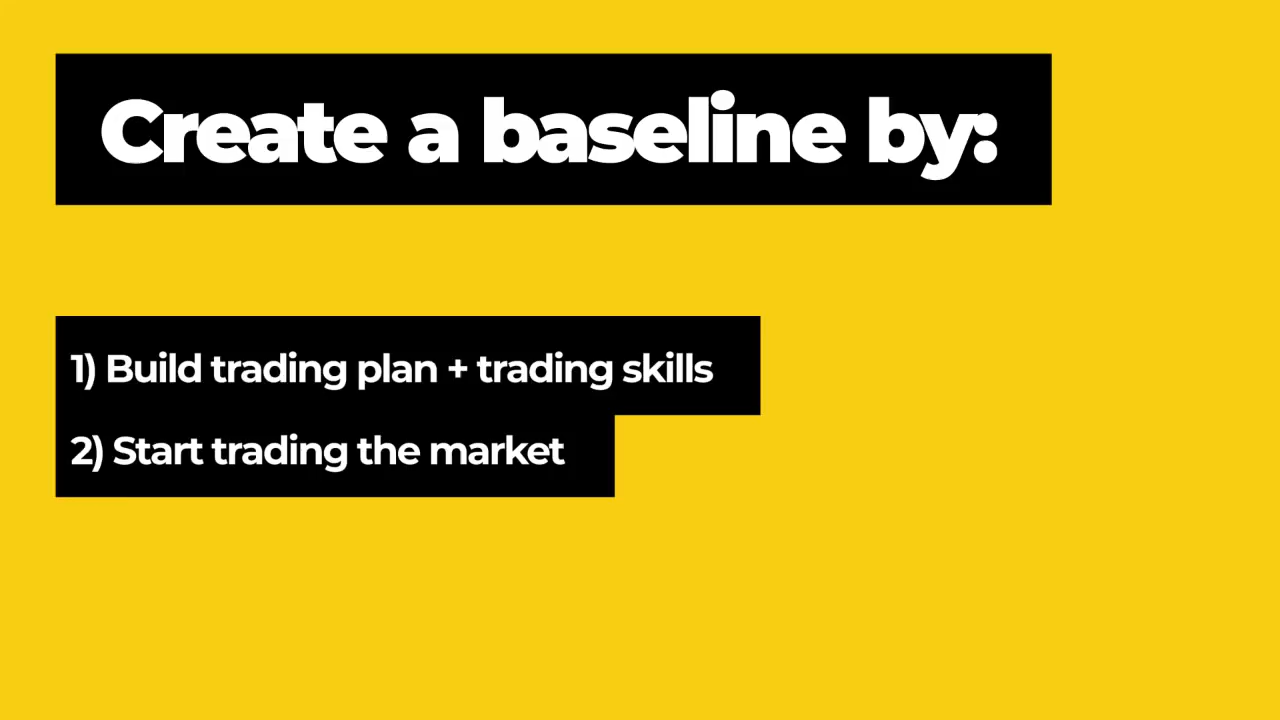 Create a baseline by:
1) Build trading plan + trading skills
2) Start trading the market